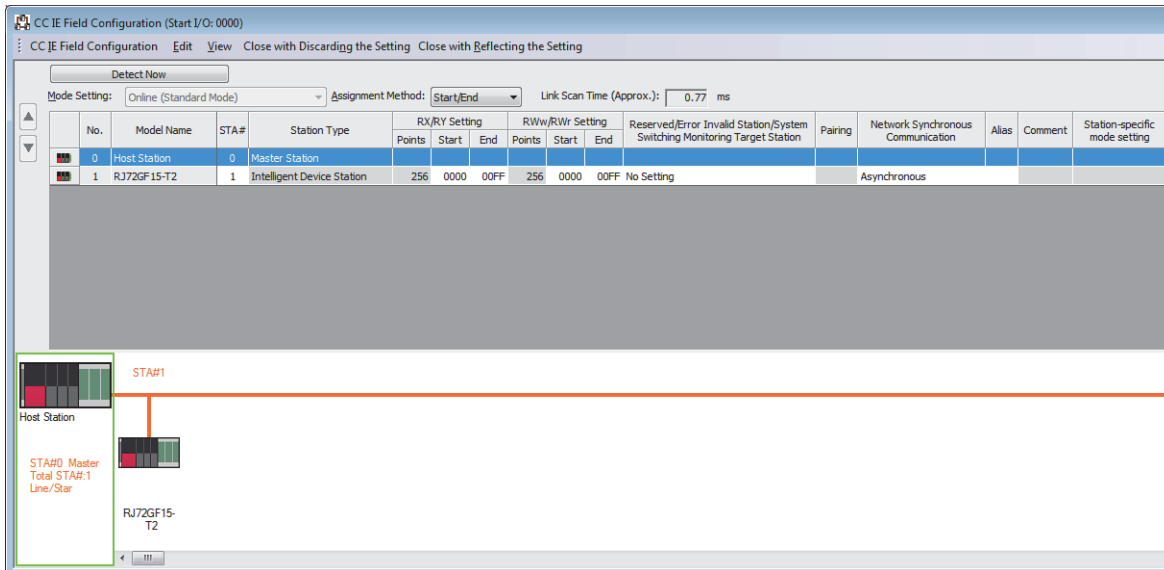 CC IE Field Configuration (Start I/O: 0000)
CC IE Field Configuration Edit View Close with Discarding the Setting Close with Reflecting the Setting
Detect Now
Mode Setting: Online (Standard Mode) Assignment Method: Start/End Link Scan Time (Approx.): 0.77 ms
No. Model Name STA# Station Type RX/RY Setting RWw/RWr Setting Reserved/Error Invalid Station/System Switching Monitoring Target Station Pairing Network Synchronous Communication Alias Comment Station-specific mode setting
Points Start End Points Start End
0 Host Station 0 Master Station
1 RJ72GF15-T2 1 Intelligent Device Station 256 0000 00FF 256 0000 00FF No Setting Asynchronous
STA#1
Host Station
STA#0 Master
Total STA#:1
Line/Star
RJ72GF15-
T2